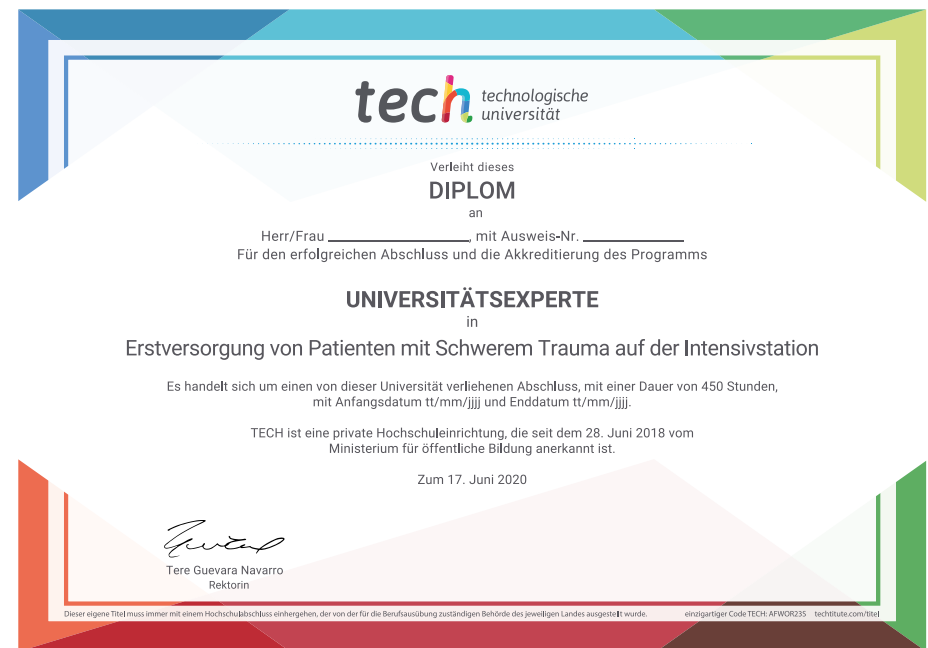 tech technologische
universität
Verleiht dieses
DIPLOM
an
Herr/Frau ____________________, mit Ausweis-Nr. ______________
Für den erfolgreichen Abschluss und die Akkreditierung des Programms
UNIVERSITÄTSEXPERTE
in
Erstversorgung von Patienten mit Schwerem Trauma auf der Intensivstation
Es handelt sich um einen von dieser Universität verliehenen Abschluss, mit einer Dauer von 450 Stunden,
mit Anfangsdatum tt/mm/jjjj und Enddatum tt/mm/jjjj.
TECH ist eine private Hochschuleinrichtung, die seit dem 28. Juni 2018 vom
Ministerium für öffentliche Bildung anerkannt ist.
Zum 17. Juni 2020
Tere Guevara Navarro
Rektorin
Dieser eigene Titel muss immer mit einem Hochschulabschluss einhergehen, der von der für die Berufsausübung zuständigen Behörde des jeweiligen Landes ausgestellt wurde. einzigartiger Code TECH: AFWOR23S techtitute.com/titel